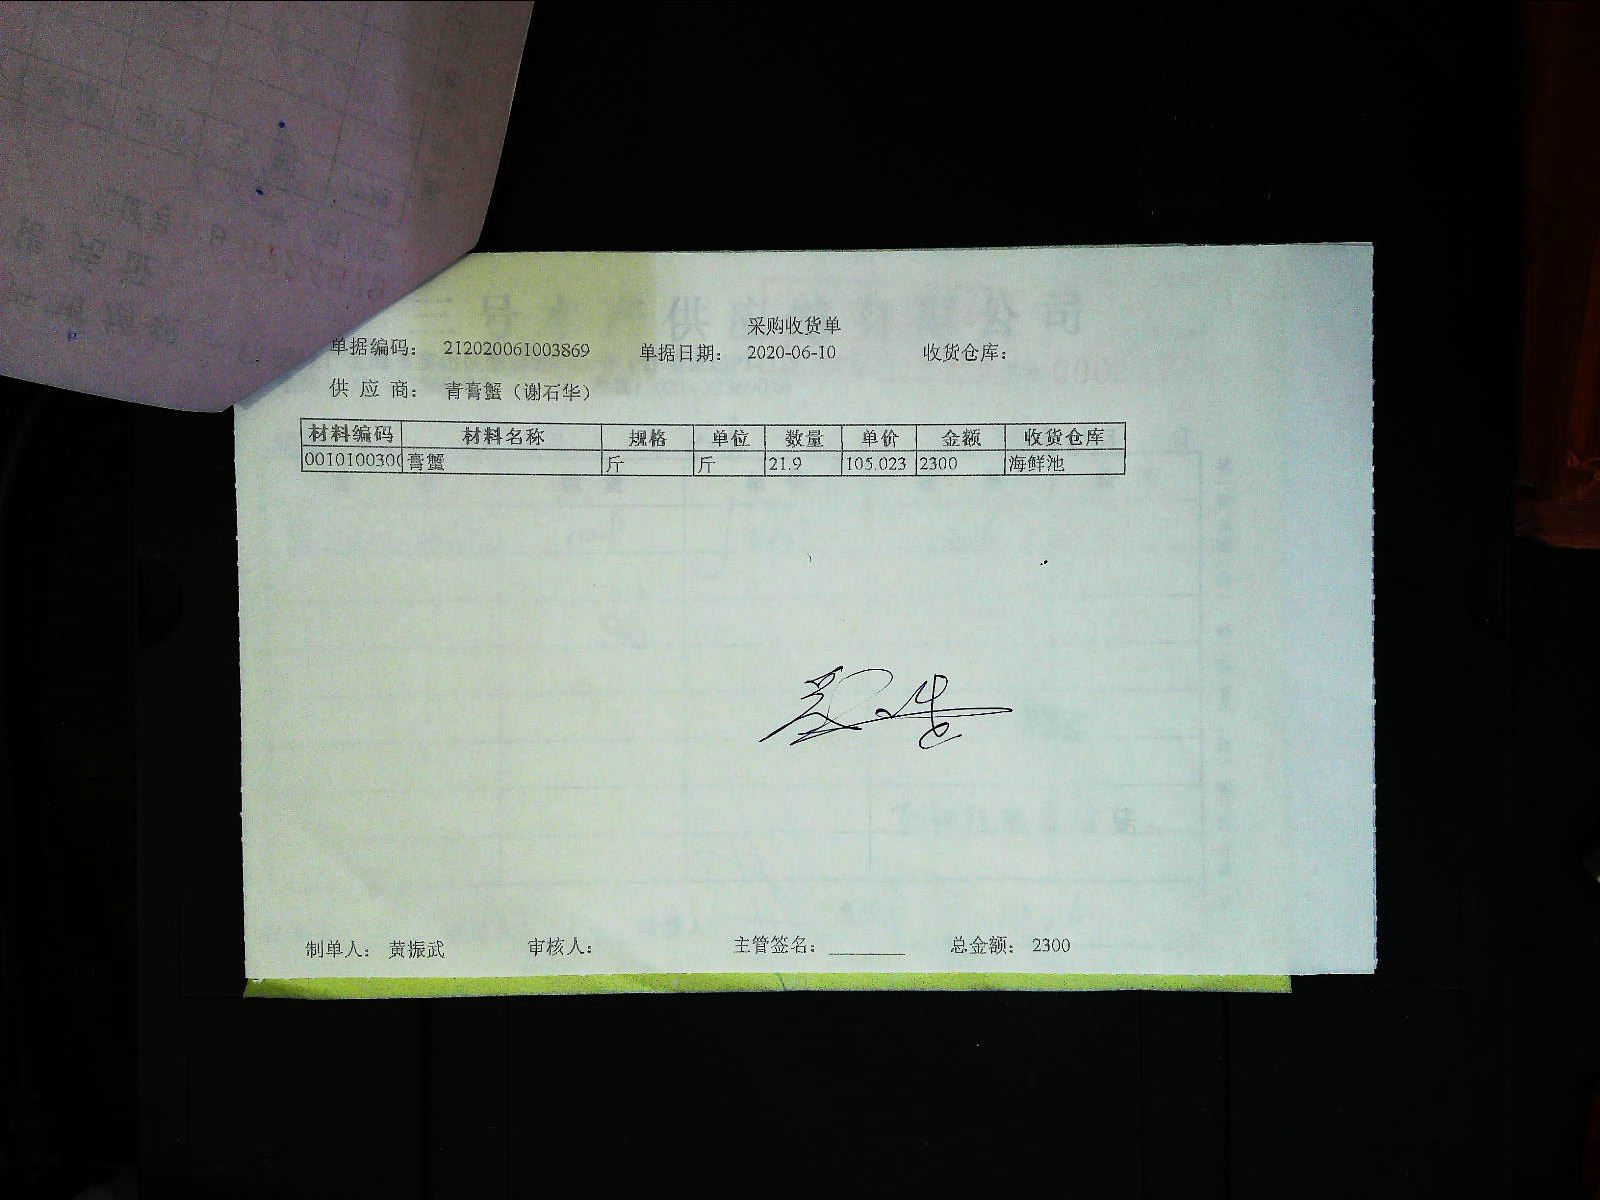 采购收货单
单据编码： 212020061003869 单据日期： 2020-06-10 收货仓库：
供 应 商： 青膏蟹（谢石华）
材料编码 材料名称 规格 单位 数量 单价 金额 收货仓库
0010100300 膏蟹 斤 斤 21.9 105.023 2300 海鲜池
制单人： 黄振武 审核人： 主管签名： 总金额： 2300